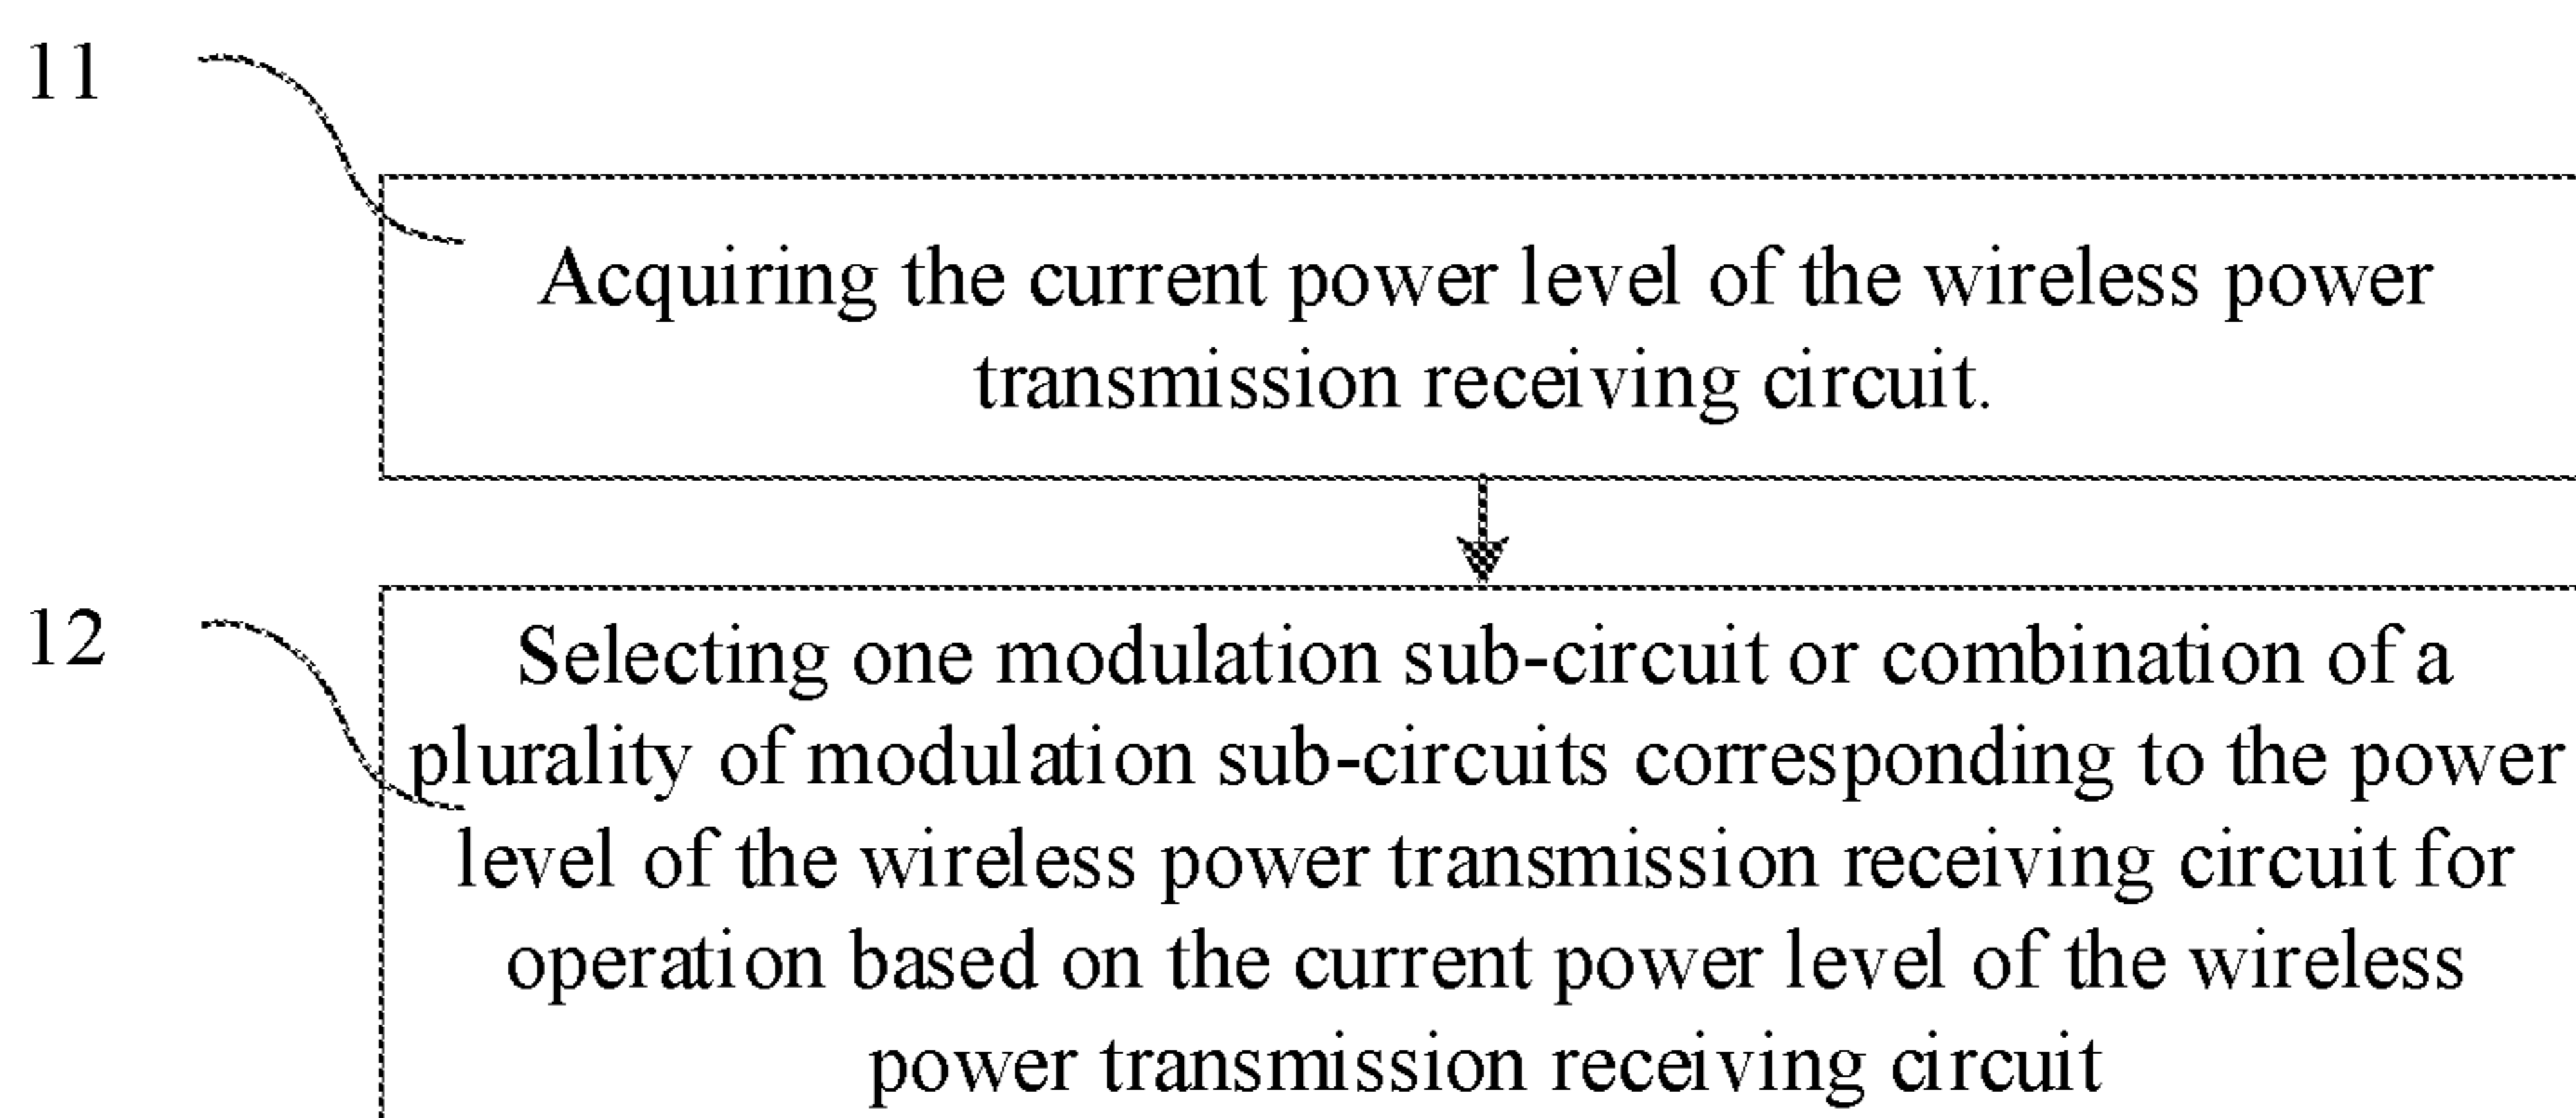 11
Acquiring the current power level of the wireless power
transmission receiving circuit.
12
Selecting one modulation sub-circuit or combination of a
plurality of modulation sub-circuits corresponding to the power
level of the wireless power transmission receiving circuit for
operation based on the current power level of the wireless
power transmission receiving circuit